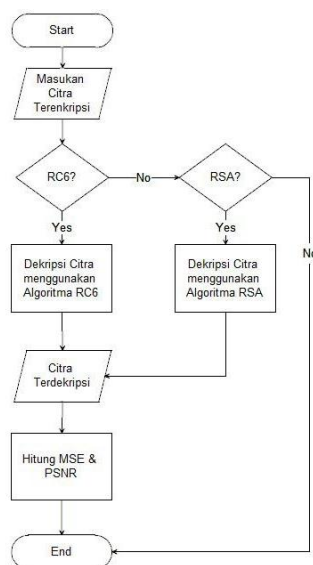 Start
Masukan
Citra
Terenkripsi
RC6?
No
RSA?
Yes
Yes
No
Dekripsi Citra
menggunakan
Algoritma RC6
Dekripsi Citra
menggunakan
Algoritma RSA
Citra
Terdekripsi
Hitung MSE &
PSNR
End